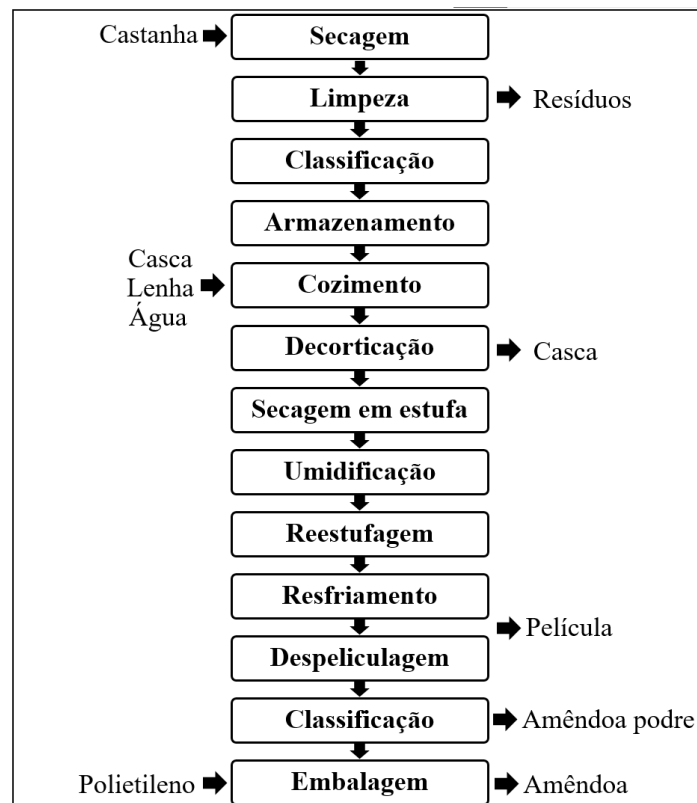 Castanha
Secagem
Limpeza
Resíduos
Classificação
Armazenamento
Casca
Lenha
Água
Cozimento
Decorticação
Casca
Secagem em estufa
Umidificação
Reestufagem
Resfriamento
Película
Despeliculagem
Classificação
Amêndoa podre
Polietileno
Embalagem
Amêndoa